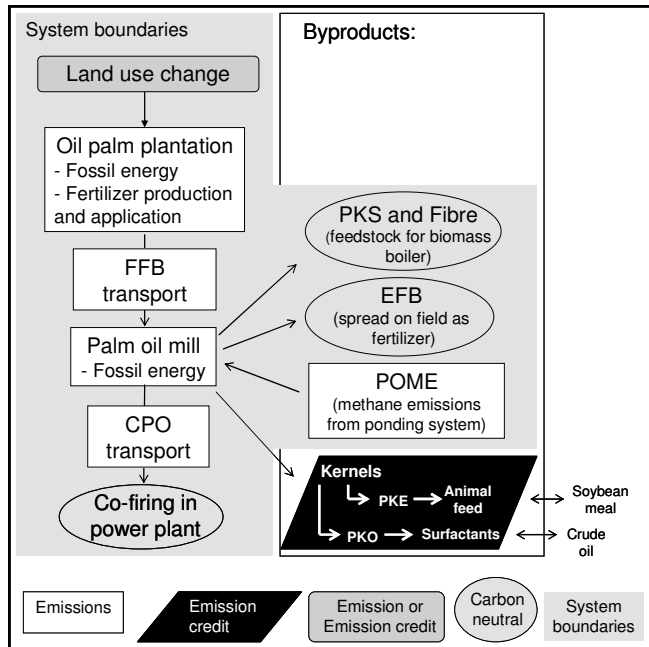 System boundaries
Land use change
Oil palm plantation
- Fossil energy
- Fertilizer production
and application
FFB
transport
Palm oil mill
- Fossil energy
CPO
transport
Co-firing in
power plant
Byproducts:
PKS and Fibre
(feedstock for biomass
boiler)
EFB
(spread on field as
fertilizer)
POME
(methane emissions
from ponding system)
Kernels
PKE
Animal
feed
PKO
Surfactants
Soybean
meal
Crude
oil
Emissions
Emission
credit
Emission or
Emission credit
Carbon
neutral
System
boundaries